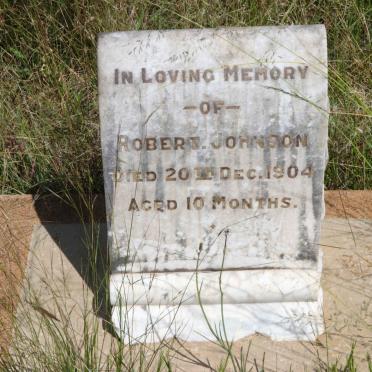 IN LOVING MEMORY
— OF —
ROBERT. JOHNSON
DIED 20TH DEC. 1904
AGED 10 MONTHS.